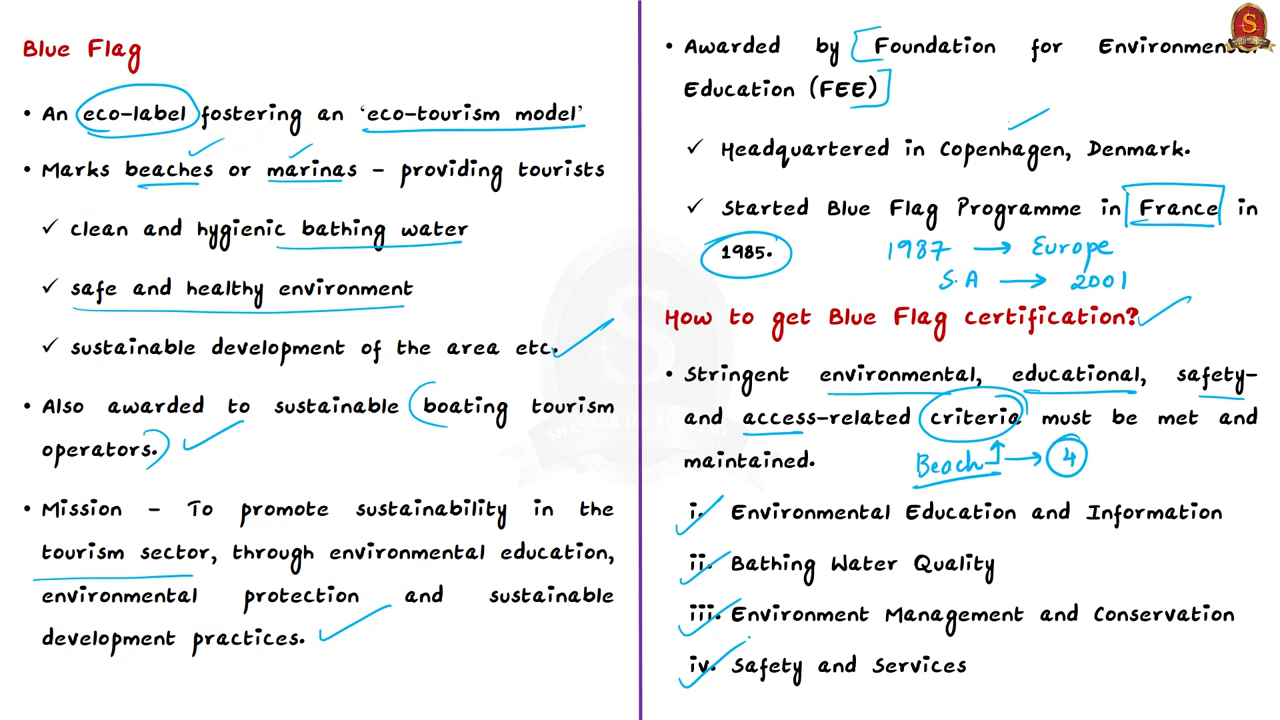 Blue Flag
• An eco-label fostering an ‘eco-tourism model’
• Marks beaches or marinas – providing tourists
✓ clean and hygienic bathing water
✓ safe and healthy environment
✓ sustainable development of the area etc.
• Also awarded to sustainable boating tourism
operators.
• Mission – To promote sustainability in the
tourism sector, through environmental education,
environmental protection and sustainable
development practices.
• Awarded by Foundation for Environmental
Education (FEE)
✓ Headquartered in Copenhagen, Denmark.
✓ Started Blue Flag Programme in France in
1985.
1987 → Europe
S.A → 2001
How to get Blue Flag certification?
• Stringent environmental, educational, safety-
and access-related criteria must be met and
maintained.
Beach → 4
i. Environmental Education and Information
ii. Bathing Water Quality
iii. Environment Management and Conservation
iv. Safety and Services
SHANKAR IAS ACADEMY